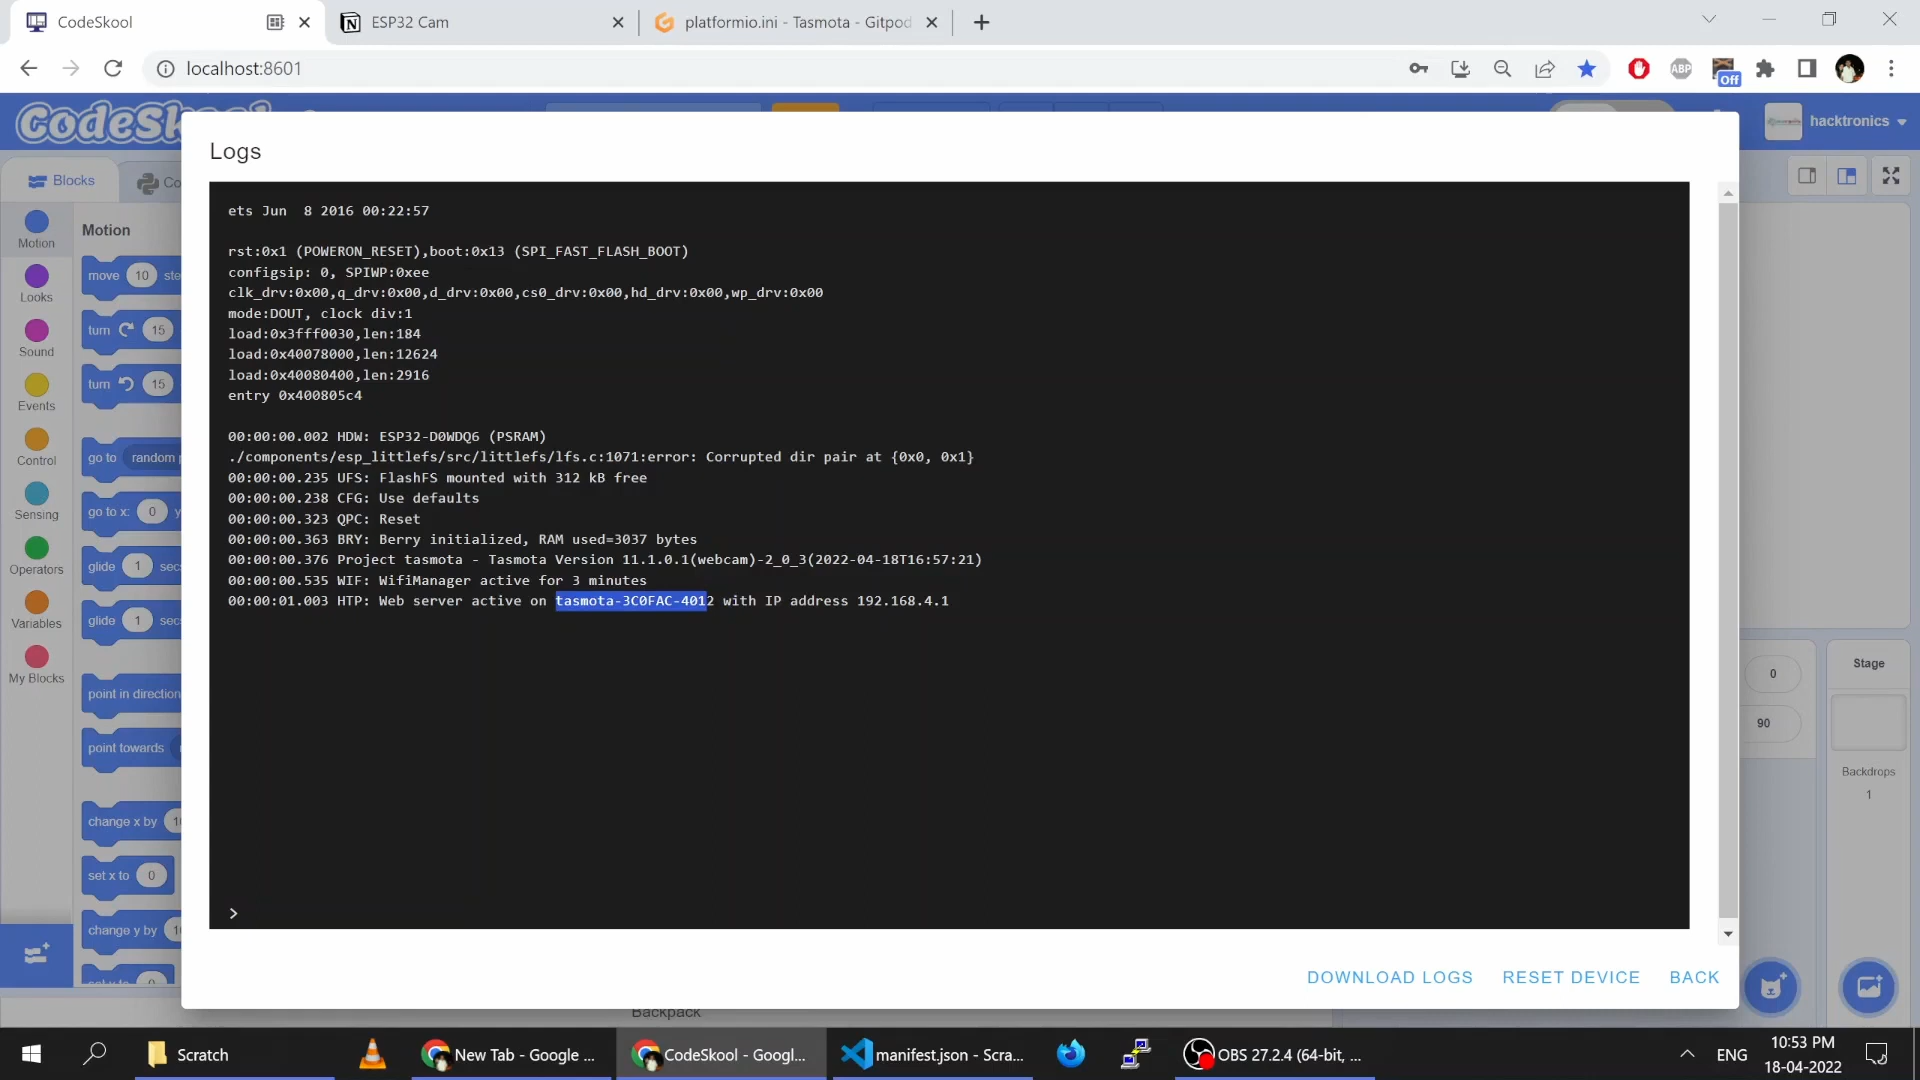 CodeSkool
ESP32 Cam
platformio.ini - Tasmota - Gitpod
localhost:8601
ABP
Off
CodeSk
hacktronics
Logs
Blocks
Co
Motion
Motion
Looks
Sound
Events
Control
Sensing
Operators
Variables
My Blocks
move 10 ste
turn 15
turn 15
go to random p
go to x: 0 y
glide 1 secs
glide 1 secs
point in direction
point towards
change x by 10
set x to 0
change y by 10
set y to 0
ets Jun  8 2016 00:22:57
rst:0x1 (POWERON_RESET),boot:0x13 (SPI_FAST_FLASH_BOOT)
configsip: 0, SPIWP:0xee
clk_drv:0x00,q_drv:0x00,d_drv:0x00,cs0_drv:0x00,hd_drv:0x00,wp_drv:0x00
mode:DOUT, clock div:1
load:0x3fff0030,len:184
load:0x40078000,len:12624
load:0x40080400,len:2916
entry 0x400805c4
00:00:00.002 HDW: ESP32-D0WDQ6 (PSRAM)
./components/esp_littlefs/src/littlefs/lfs.c:1071:error: Corrupted dir pair at {0x0, 0x1}
00:00:00.235 UFS: FlashFS mounted with 312 kB free
00:00:00.238 CFG: Use defaults
00:00:00.323 QPC: Reset
00:00:00.363 BRY: Berry initialized, RAM used=3037 bytes
00:00:00.376 Project tasmota - Tasmota Version 11.1.0.1(webcam)-2_0_3(2022-04-18T16:57:21)
00:00:00.535 WIF: WifiManager active for 3 minutes
00:00:01.003 HTP: Web server active on tasmota-3C0FAC-4012 with IP address 192.168.4.1
>
0
90
Stage
Backdrops
1
DOWNLOAD LOGS
RESET DEVICE
BACK
Backpack
Scratch
New Tab - Google ...
CodeSkool - Googl...
manifest.json - Scra...
OBS 27.2.4 (64-bit, ...
ENG
10:53 PM
18-04-2022